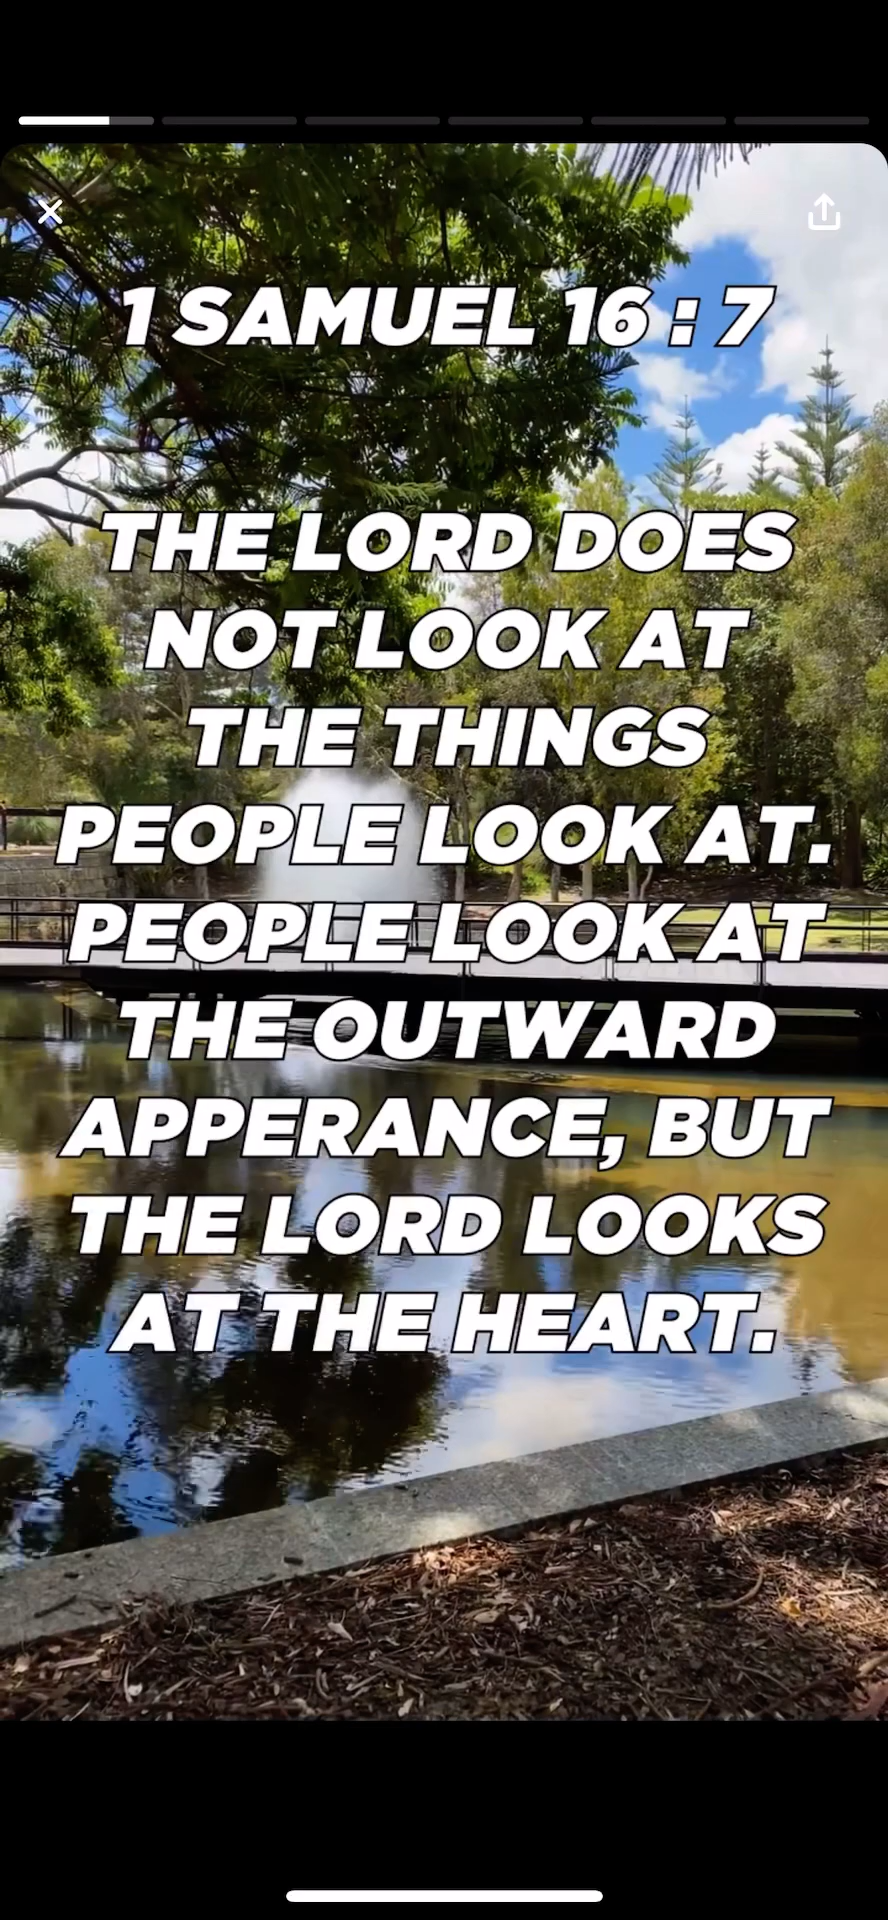 1 SAMUEL 16 : 7
THE LORD DOES
NOT LOOK AT
THE THINGS
PEOPLE LOOK AT.
PEOPLE LOOK AT
THE OUTWARD
APPERANCE, BUT
THE LORD LOOKS
AT THE HEART.